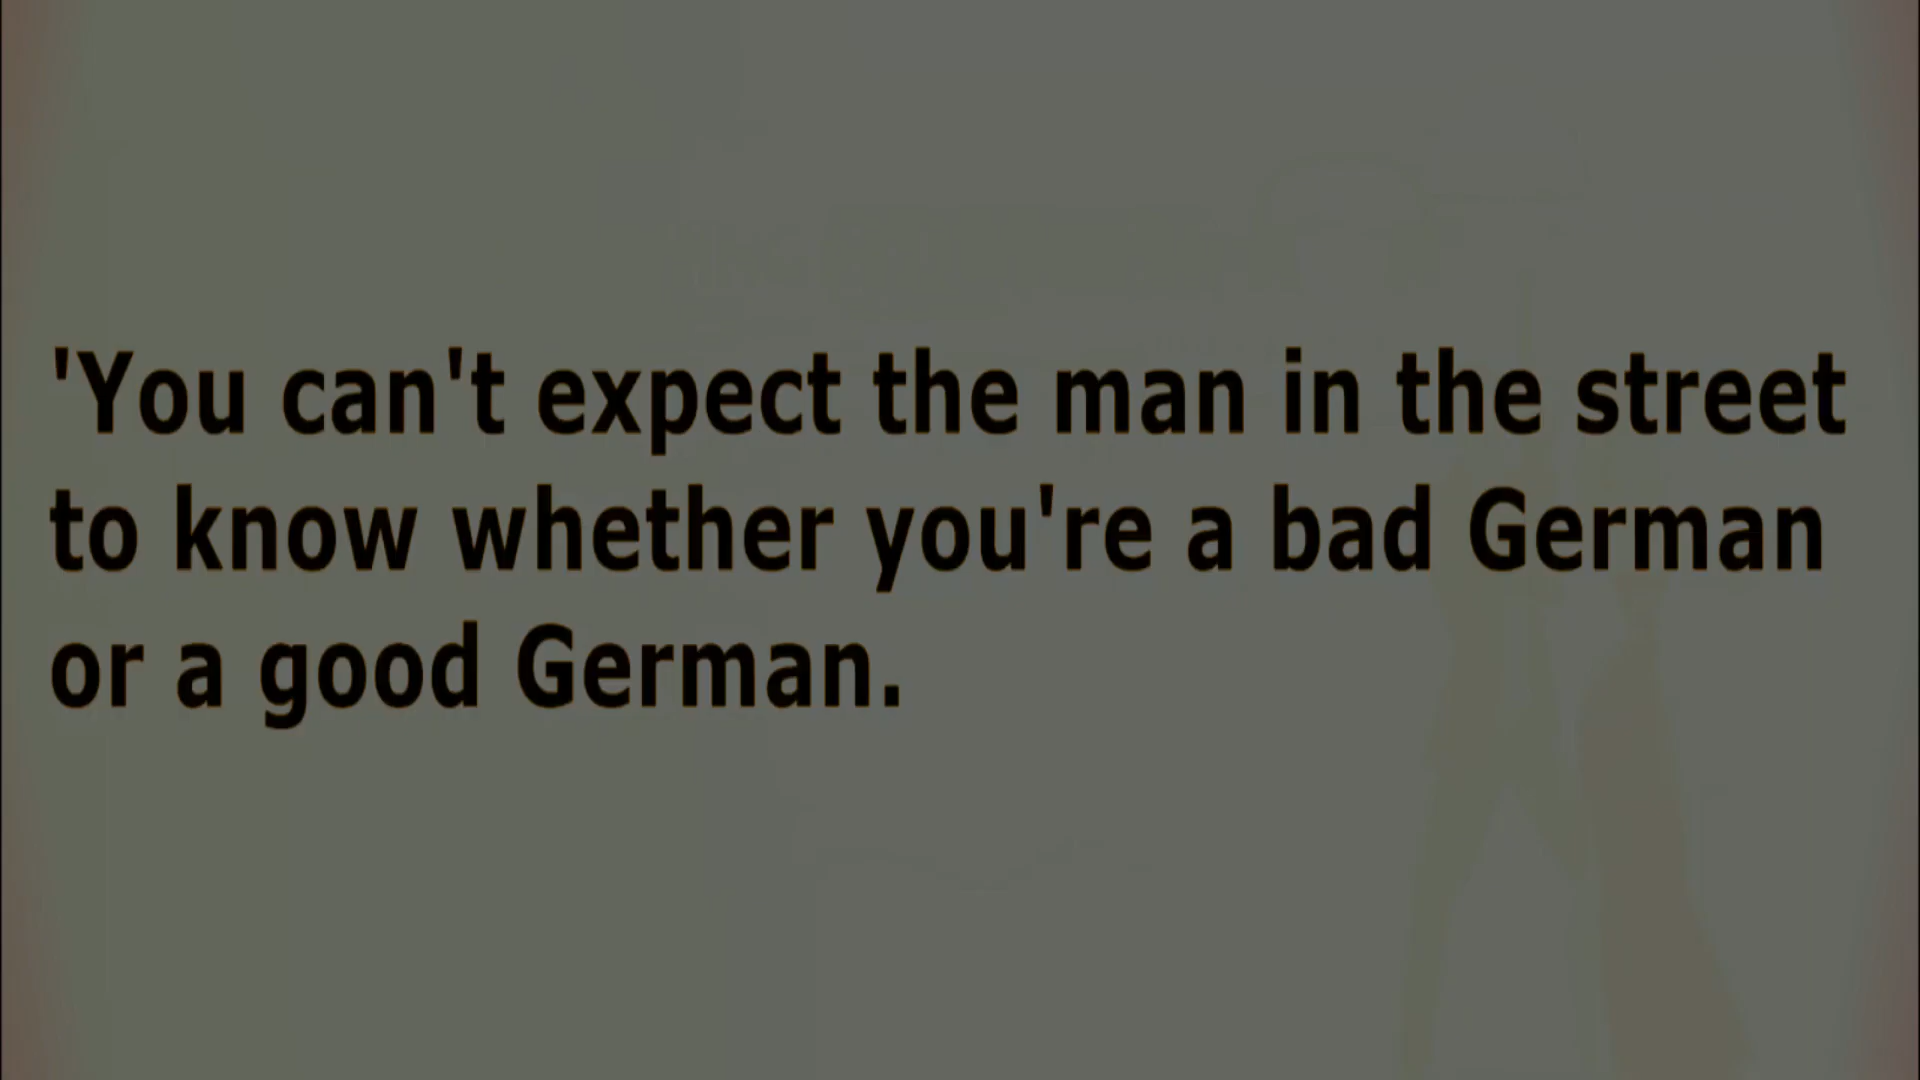 'You can't expect the man in the street
to know whether you're a bad German
or a good German.